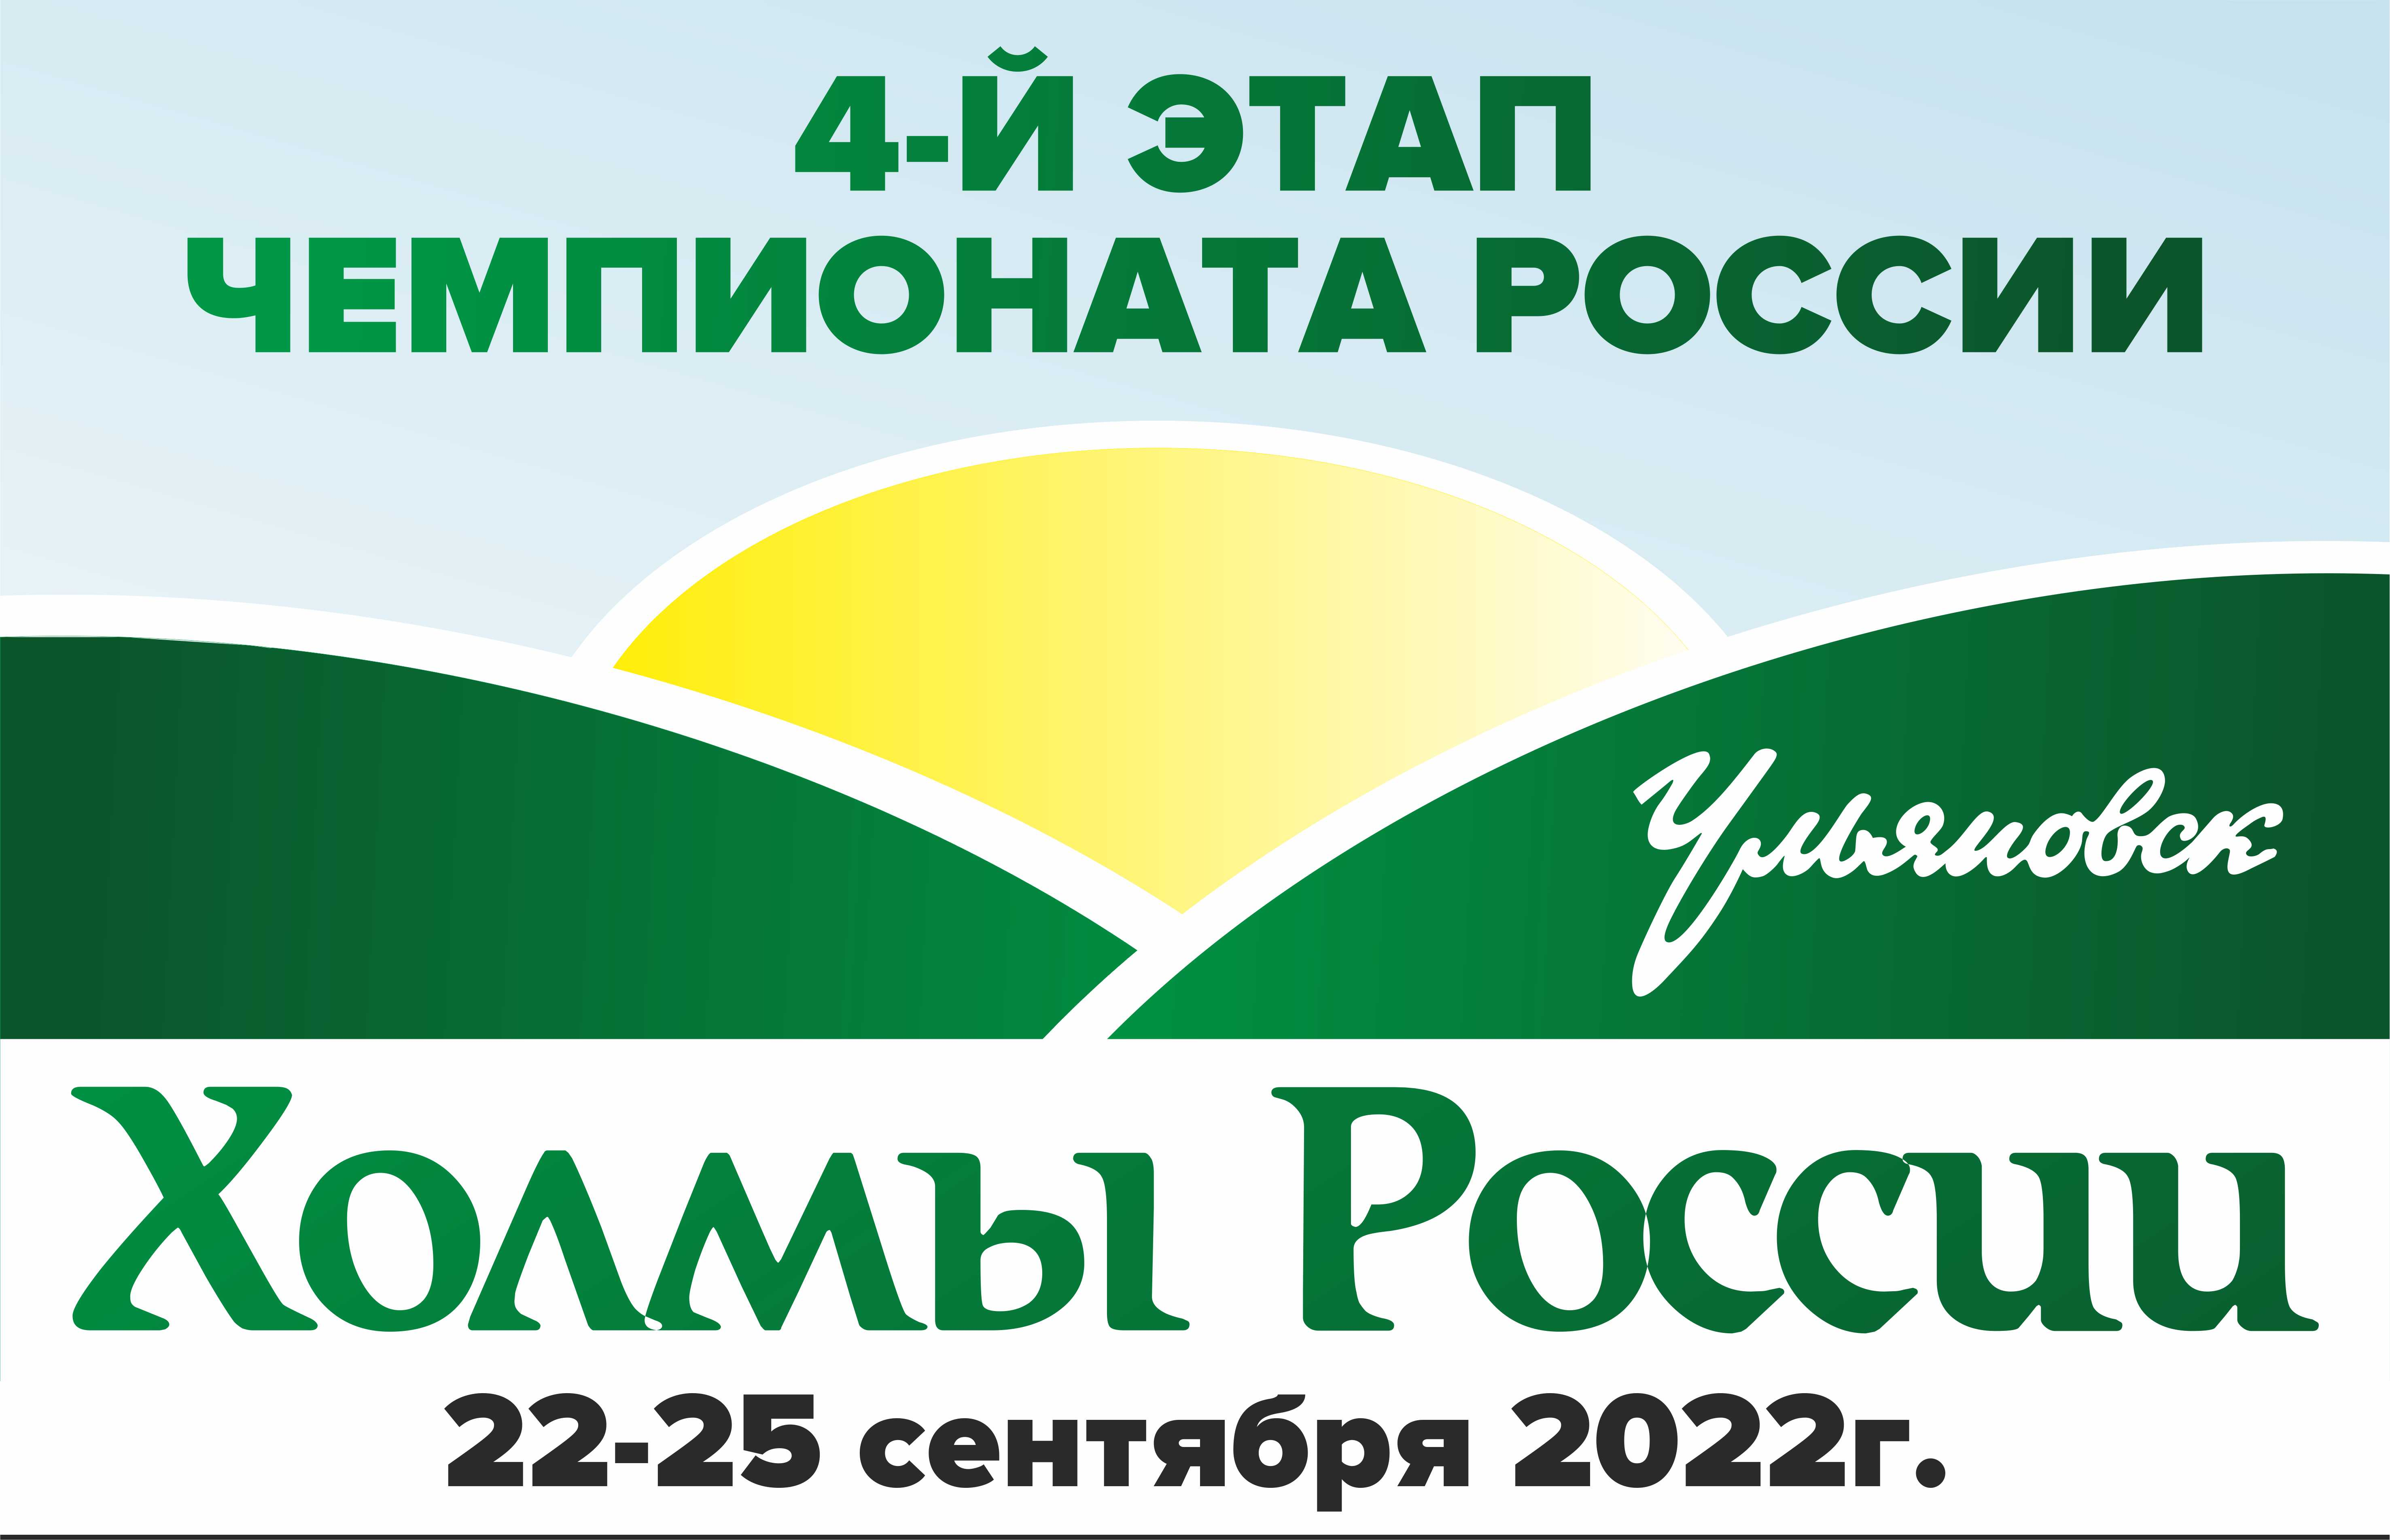 4-Й ЭТАП
ЧЕМПИОНАТА РОССИИ
Ульяновск
Холмы России
22-25 сентября 2022г.